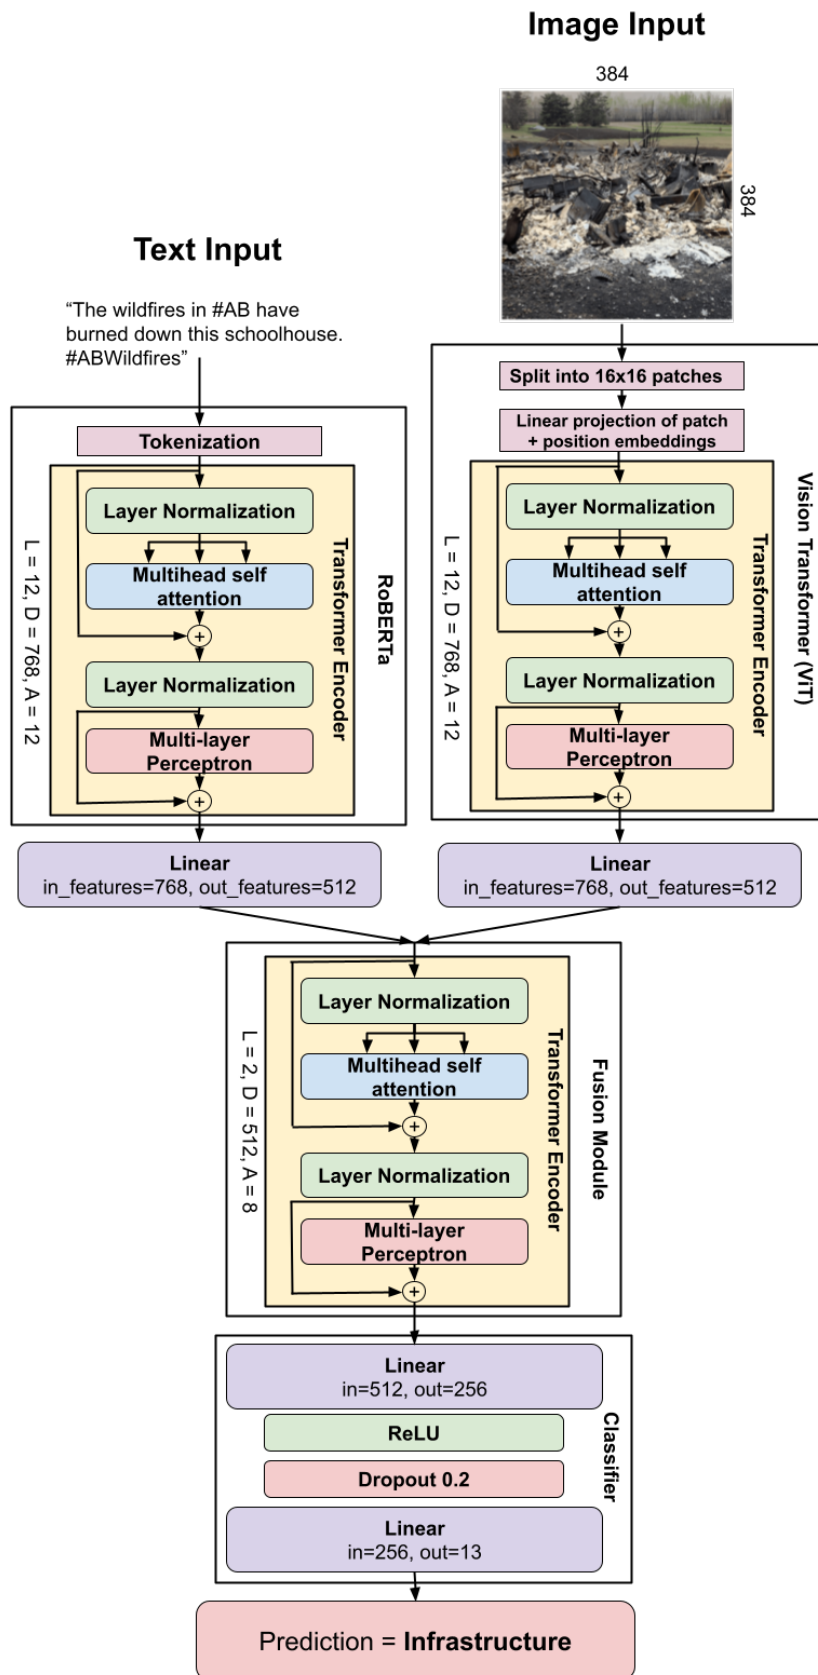 Image Input
384
384
Text Input
“The wildfires in #AB have
burned down this schoolhouse.
#ABWildfires”
Split into 16x16 patches
Linear projection of patch
+ position embeddings
Tokenization
Layer Normalization
Multihead self
attention
+
Layer Normalization
Multi-layer
Perceptron
+
Transformer Encoder
L = 12, D = 768, A = 12
RoBERTa
Layer Normalization
Multihead self
attention
+
Layer Normalization
Multi-layer
Perceptron
+
Transformer Encoder
L = 12, D = 768, A = 12
Vision Transformer (ViT)
Linear
in_features=768, out_features=512
Linear
in_features=768, out_features=512
Layer Normalization
Multihead self
attention
+
Layer Normalization
Multi-layer
Perceptron
+
Transformer Encoder
L = 2, D = 512, A = 8
Fusion Module
Linear
in=512, out=256
ReLU
Dropout 0.2
Linear
in=256, out=13
Classifier
Prediction = Infrastructure